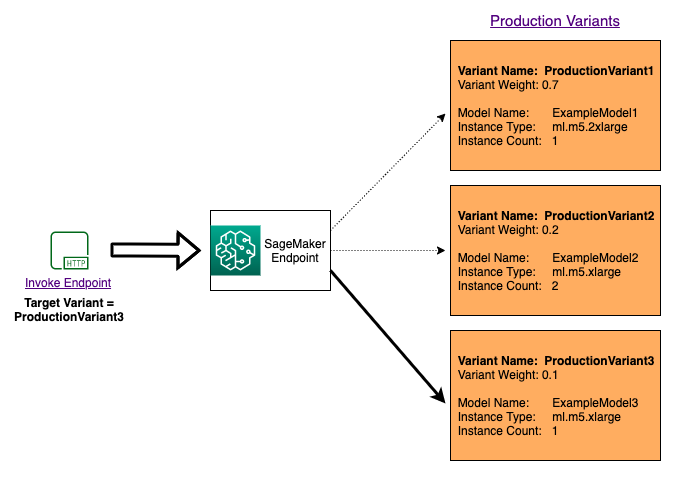 Production Variants
Variant Name: ProductionVariant1
Variant Weight: 0.7
Model Name: ExampleModel1
Instance Type: ml.m5.2xlarge
Instance Count: 1
Variant Name: ProductionVariant2
Variant Weight: 0.2
Model Name: ExampleModel2
Instance Type: ml.m5.xlarge
Instance Count: 2
Variant Name: ProductionVariant3
Variant Weight: 0.1
Model Name: ExampleModel3
Instance Type: ml.m5.xlarge
Instance Count: 1
SageMaker
Endpoint
HTTP
Invoke Endpoint
Target Variant =
ProductionVariant3